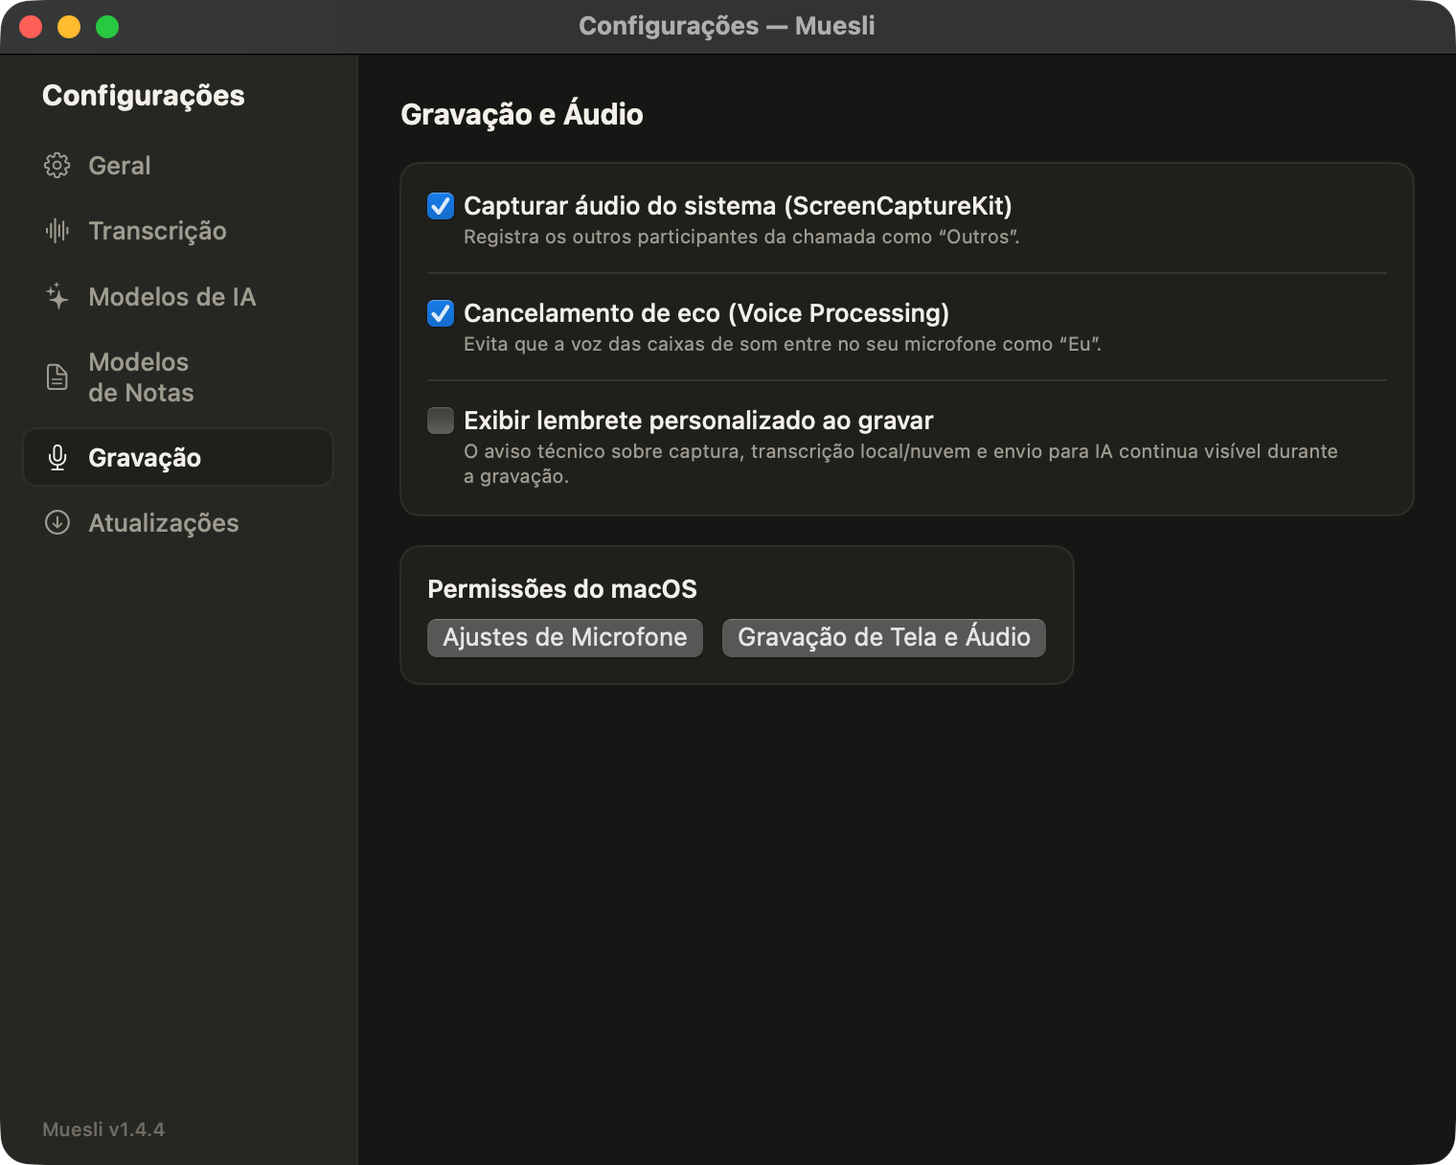 Configurações — Muesli
Configurações
Geral
Transcrição
Modelos de IA
Modelos
de Notas
Gravação
Atualizações
Muesli v1.4.4
Gravação e Áudio
Capturar áudio do sistema (ScreenCaptureKit)
Registra os outros participantes da chamada como “Outros”.
Cancelamento de eco (Voice Processing)
Evita que a voz das caixas de som entre no seu microfone como “Eu”.
Exibir lembrete personalizado ao gravar
O aviso técnico sobre captura, transcrição local/nuvem e envio para IA continua visível durante
a gravação.
Permissões do macOS
Ajustes de Microfone
Gravação de Tela e Áudio